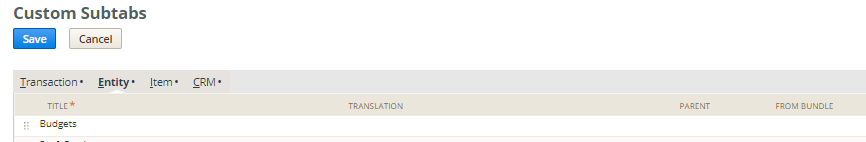 Custom Subtabs
Save Cancel
Transaction • Entity • Item • CRM •
TITLE * TRANSLATION PARENT FROM BUNDLE
Budgets